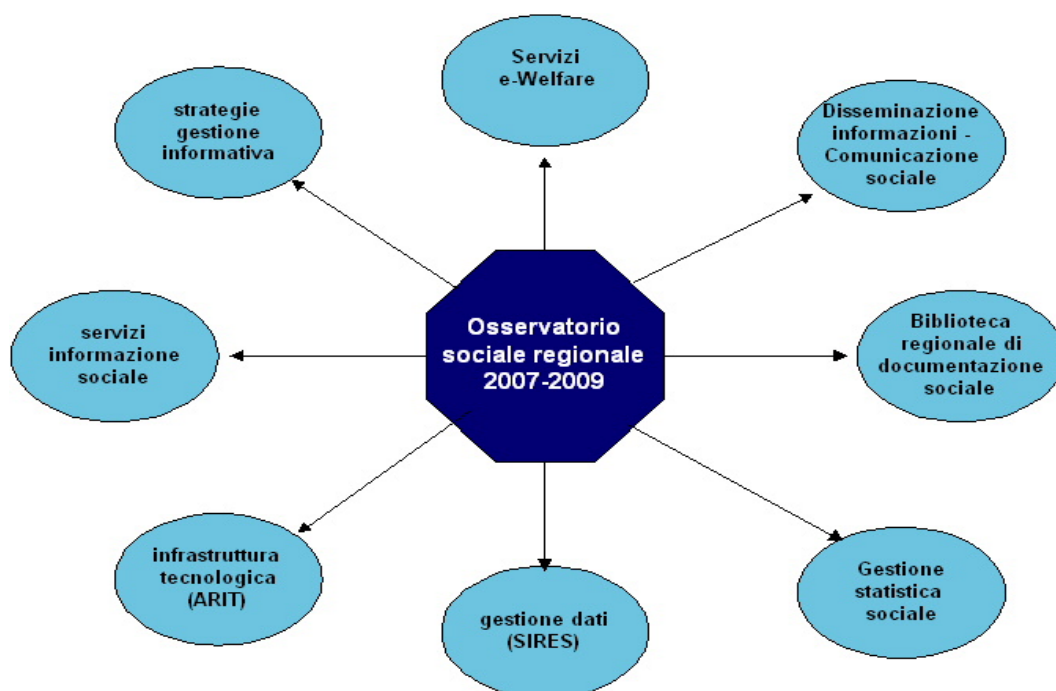 Servizi
e-Welfare
strategie
gestione
informativa
Disseminazione
informazioni -
Comunicazione
sociale
servizi
informazione
sociale
Osservatorio
sociale regionale
2007-2009
Biblioteca
regionale di
documentazione
sociale
infrastruttura
tecnologica
(ARIT)
gestione dati
(SIRES)
Gestione
statistica
sociale